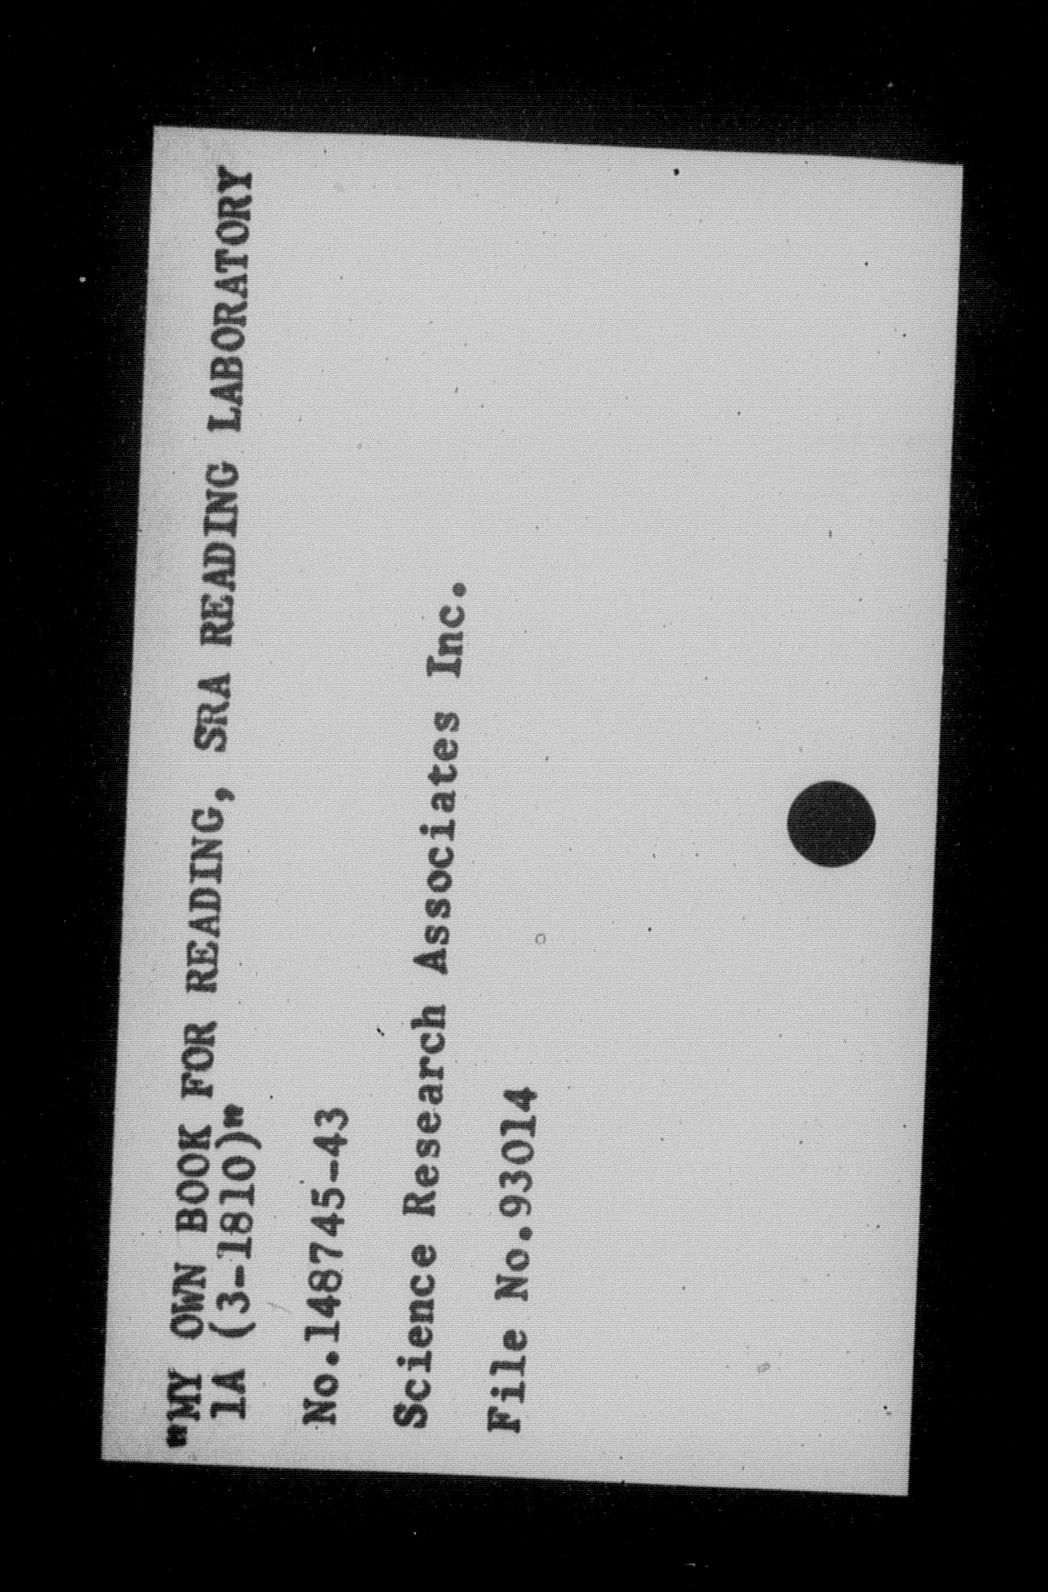 "MY OWN BOOK FOR READING, SRA READING LABORATORY
1A (3-1810)"
No.148745-43
Science Research Associates Inc.
File No.93014